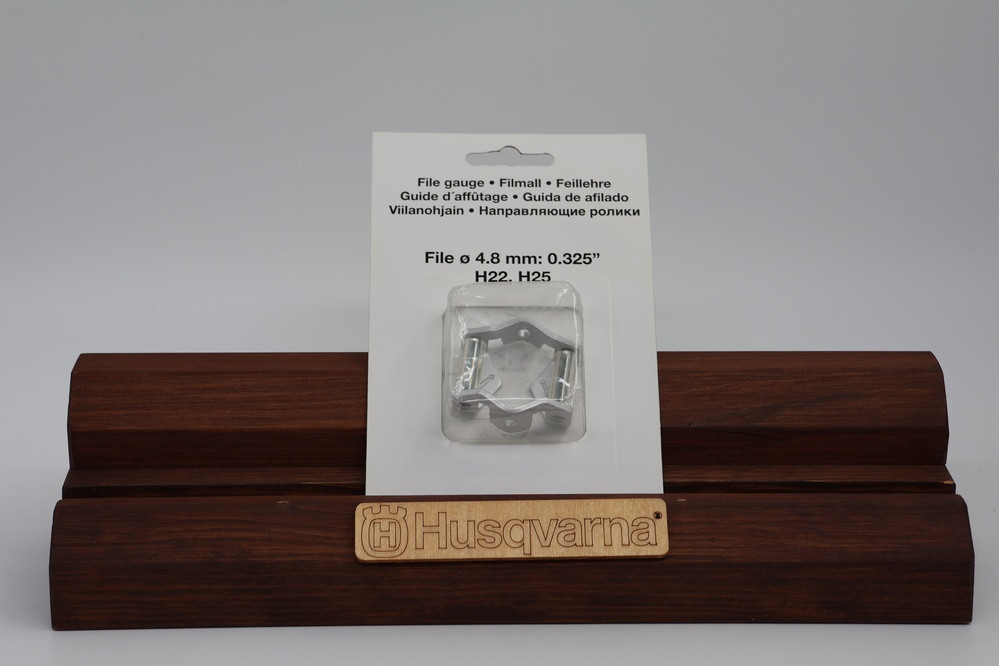 File gauge • Filmall • Feillehre
Guide d´affûtage • Guida de afilado
Viilanohjain • Направляющие ролики
File ø 4.8 mm: 0.325”
H22. H25
H Husqvarna